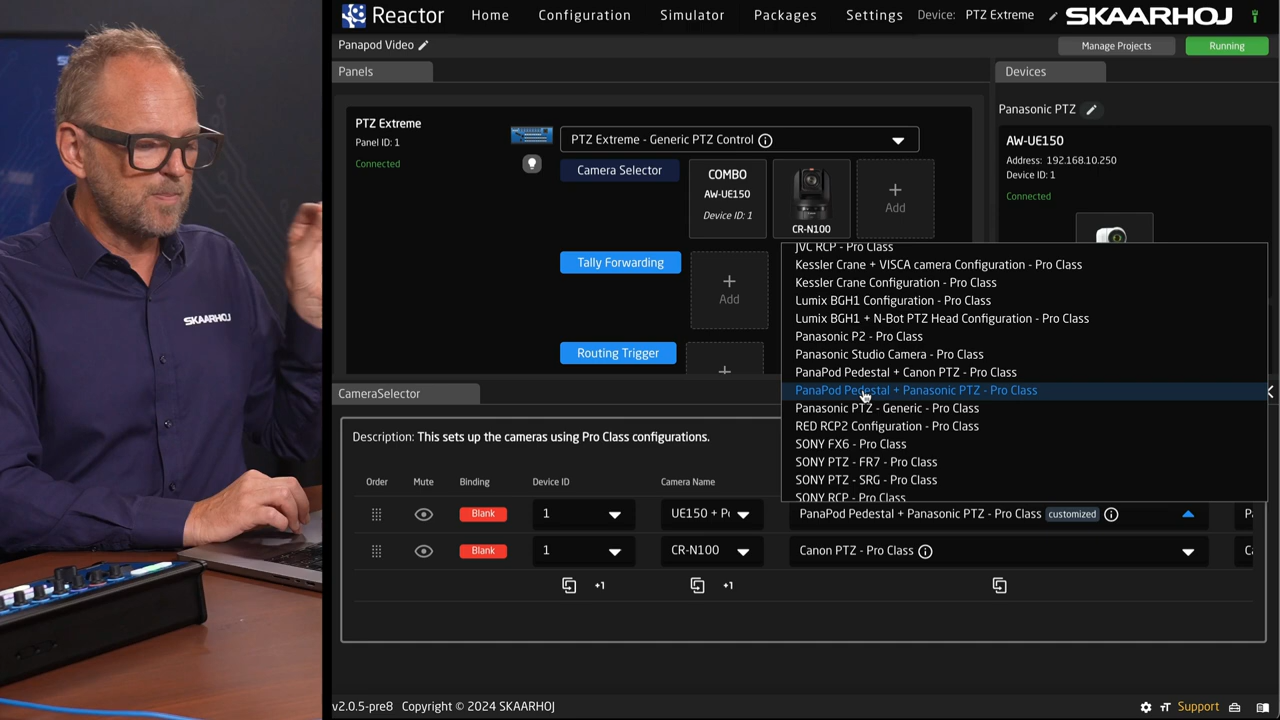 Reactor
Home
Configuration
Simulator
Packages
Settings
Device: PTZ Extreme
SKAARHOJ
Panapod Video
Manage Projects
Running
Panels
Devices
PTZ Extreme
Panel ID: 1
Connected
PTZ Extreme - Generic PTZ Control
Camera Selector
COMBO
AW-UE150
Device ID: 1
CR-N100
+
Add
Tally Forwarding
+
Add
Routing Trigger
+
Panasonic PTZ
AW-UE150
Address: 192.168.10.250
Device ID: 1
Connected
JVC RCP - Pro Class
Kessler Crane + VISCA camera Configuration - Pro Class
Kessler Crane Configuration - Pro Class
Lumix BGH1 Configuration - Pro Class
Lumix BGH1 + N-Bot PTZ Head Configuration - Pro Class
Panasonic P2 - Pro Class
Panasonic Studio Camera - Pro Class
PanaPod Pedestal + Canon PTZ - Pro Class
PanaPod Pedestal + Panasonic PTZ - Pro Class
Panasonic PTZ - Generic - Pro Class
RED RCP2 Configuration - Pro Class
SONY FX6 - Pro Class
SONY PTZ - FR7 - Pro Class
SONY PTZ - SRG - Pro Class
SONY RCP - Pro Class
CameraSelector
Description: This sets up the cameras using Pro Class configurations.
Order Mute Binding Device ID Camera Name
Blank 1 UE150 + PanaPod Pedestal + Panasonic PTZ - Pro Class customized
Blank 1 CR-N100 Canon PTZ - Pro Class
+1 +1
v2.0.5-pre8 Copyright © 2024 SKAARHOJ
Support
SKAARHOJ